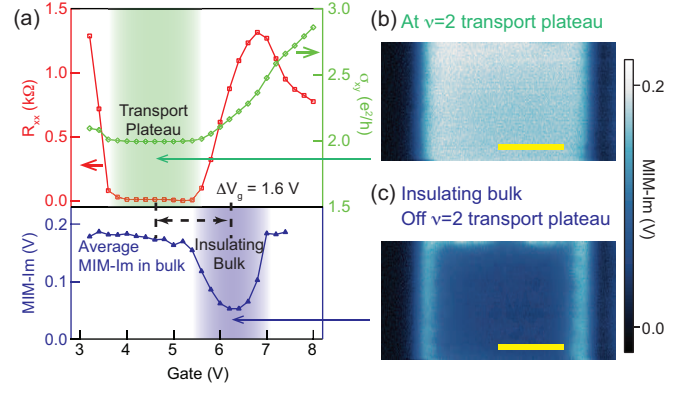 (a)
1.5
1.0
0.5
0.0
Rxx (kΩ)
3.0
2.5
2.0
1.5
σxy (e²/h)
Transport
Plateau
ΔVg = 1.6 V
0.2
0.1
0.0
MIM-Im (V)
Average
MIM-Im in bulk
Insulating
Bulk
3 4 5 6 7 8
Gate (V)
(b) At ν=2 transport plateau
(c) Insulating bulk
Off ν=2 transport plateau
0.2
0.0
MIM-Im (V)